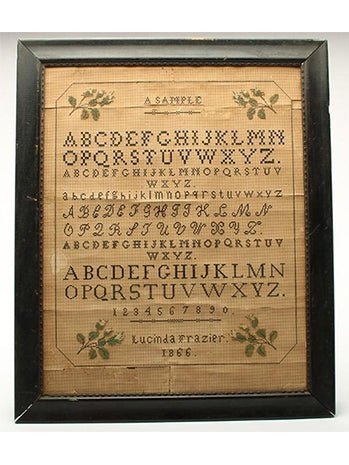 A SAMPLE
ABCDEFGHIJKLMN
OPQRSTUVWXYZ.
ABCDEFGHIJKLMNOPQRSTUV
WXYZ.
abcdefghijklmnopqrstuvwxyz
ABCDEFGHIJKLMN
OPQRSTUVWXYZ.
ABCDEFGHIJKLMNOPQRSTUV
WXYZ.
ABCDEFGHIJKLMN
OPQRSTUVWXYZ.
1234567890.
Lucinda Frazier.
1866.